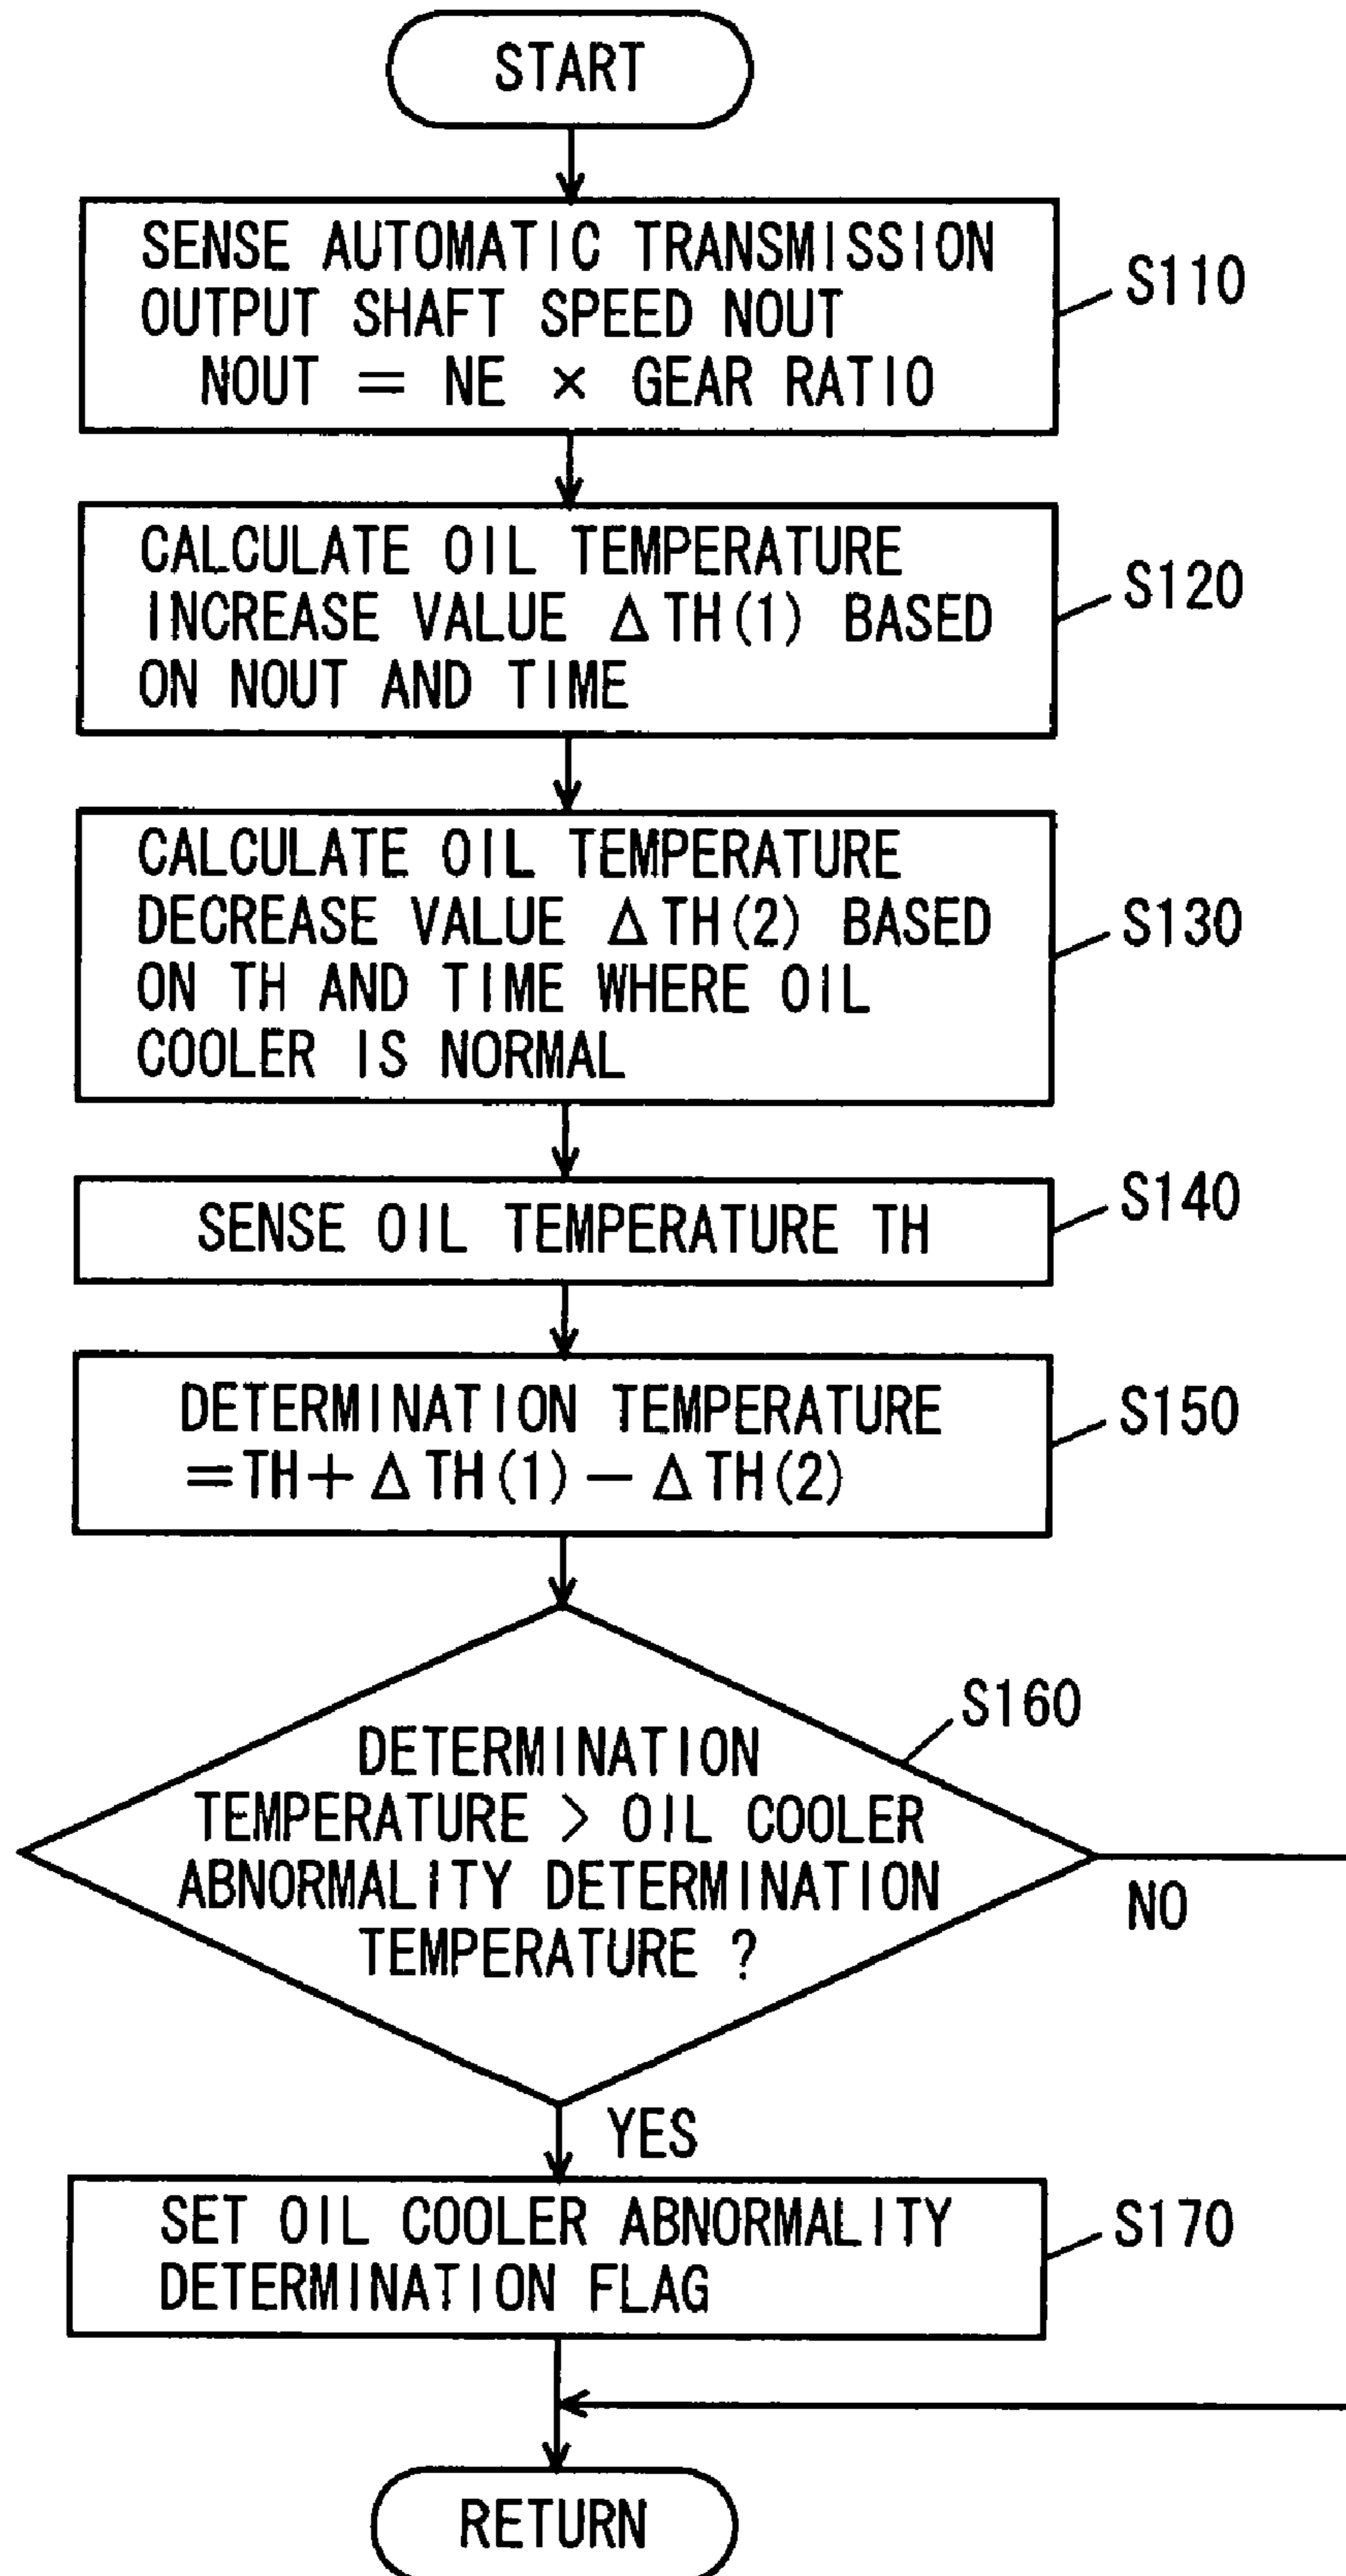 START
SENSE AUTOMATIC TRANSMISSION
OUTPUT SHAFT SPEED NOUT
NOUT = NE × GEAR RATIO
S110
CALCULATE OIL TEMPERATURE
INCREASE VALUE Δ TH(1) BASED
ON NOUT AND TIME
S120
CALCULATE OIL TEMPERATURE
DECREASE VALUE Δ TH(2) BASED
ON TH AND TIME WHERE OIL
COOLER IS NORMAL
S130
SENSE OIL TEMPERATURE TH
S140
DETERMINATION TEMPERATURE
=TH+ΔTH(1)-ΔTH(2)
S150
S160
DETERMINATION
TEMPERATURE > OIL COOLER
ABNORMALITY DETERMINATION
TEMPERATURE ?
NO
YES
SET OIL COOLER ABNORMALITY
DETERMINATION FLAG
S170
RETURN